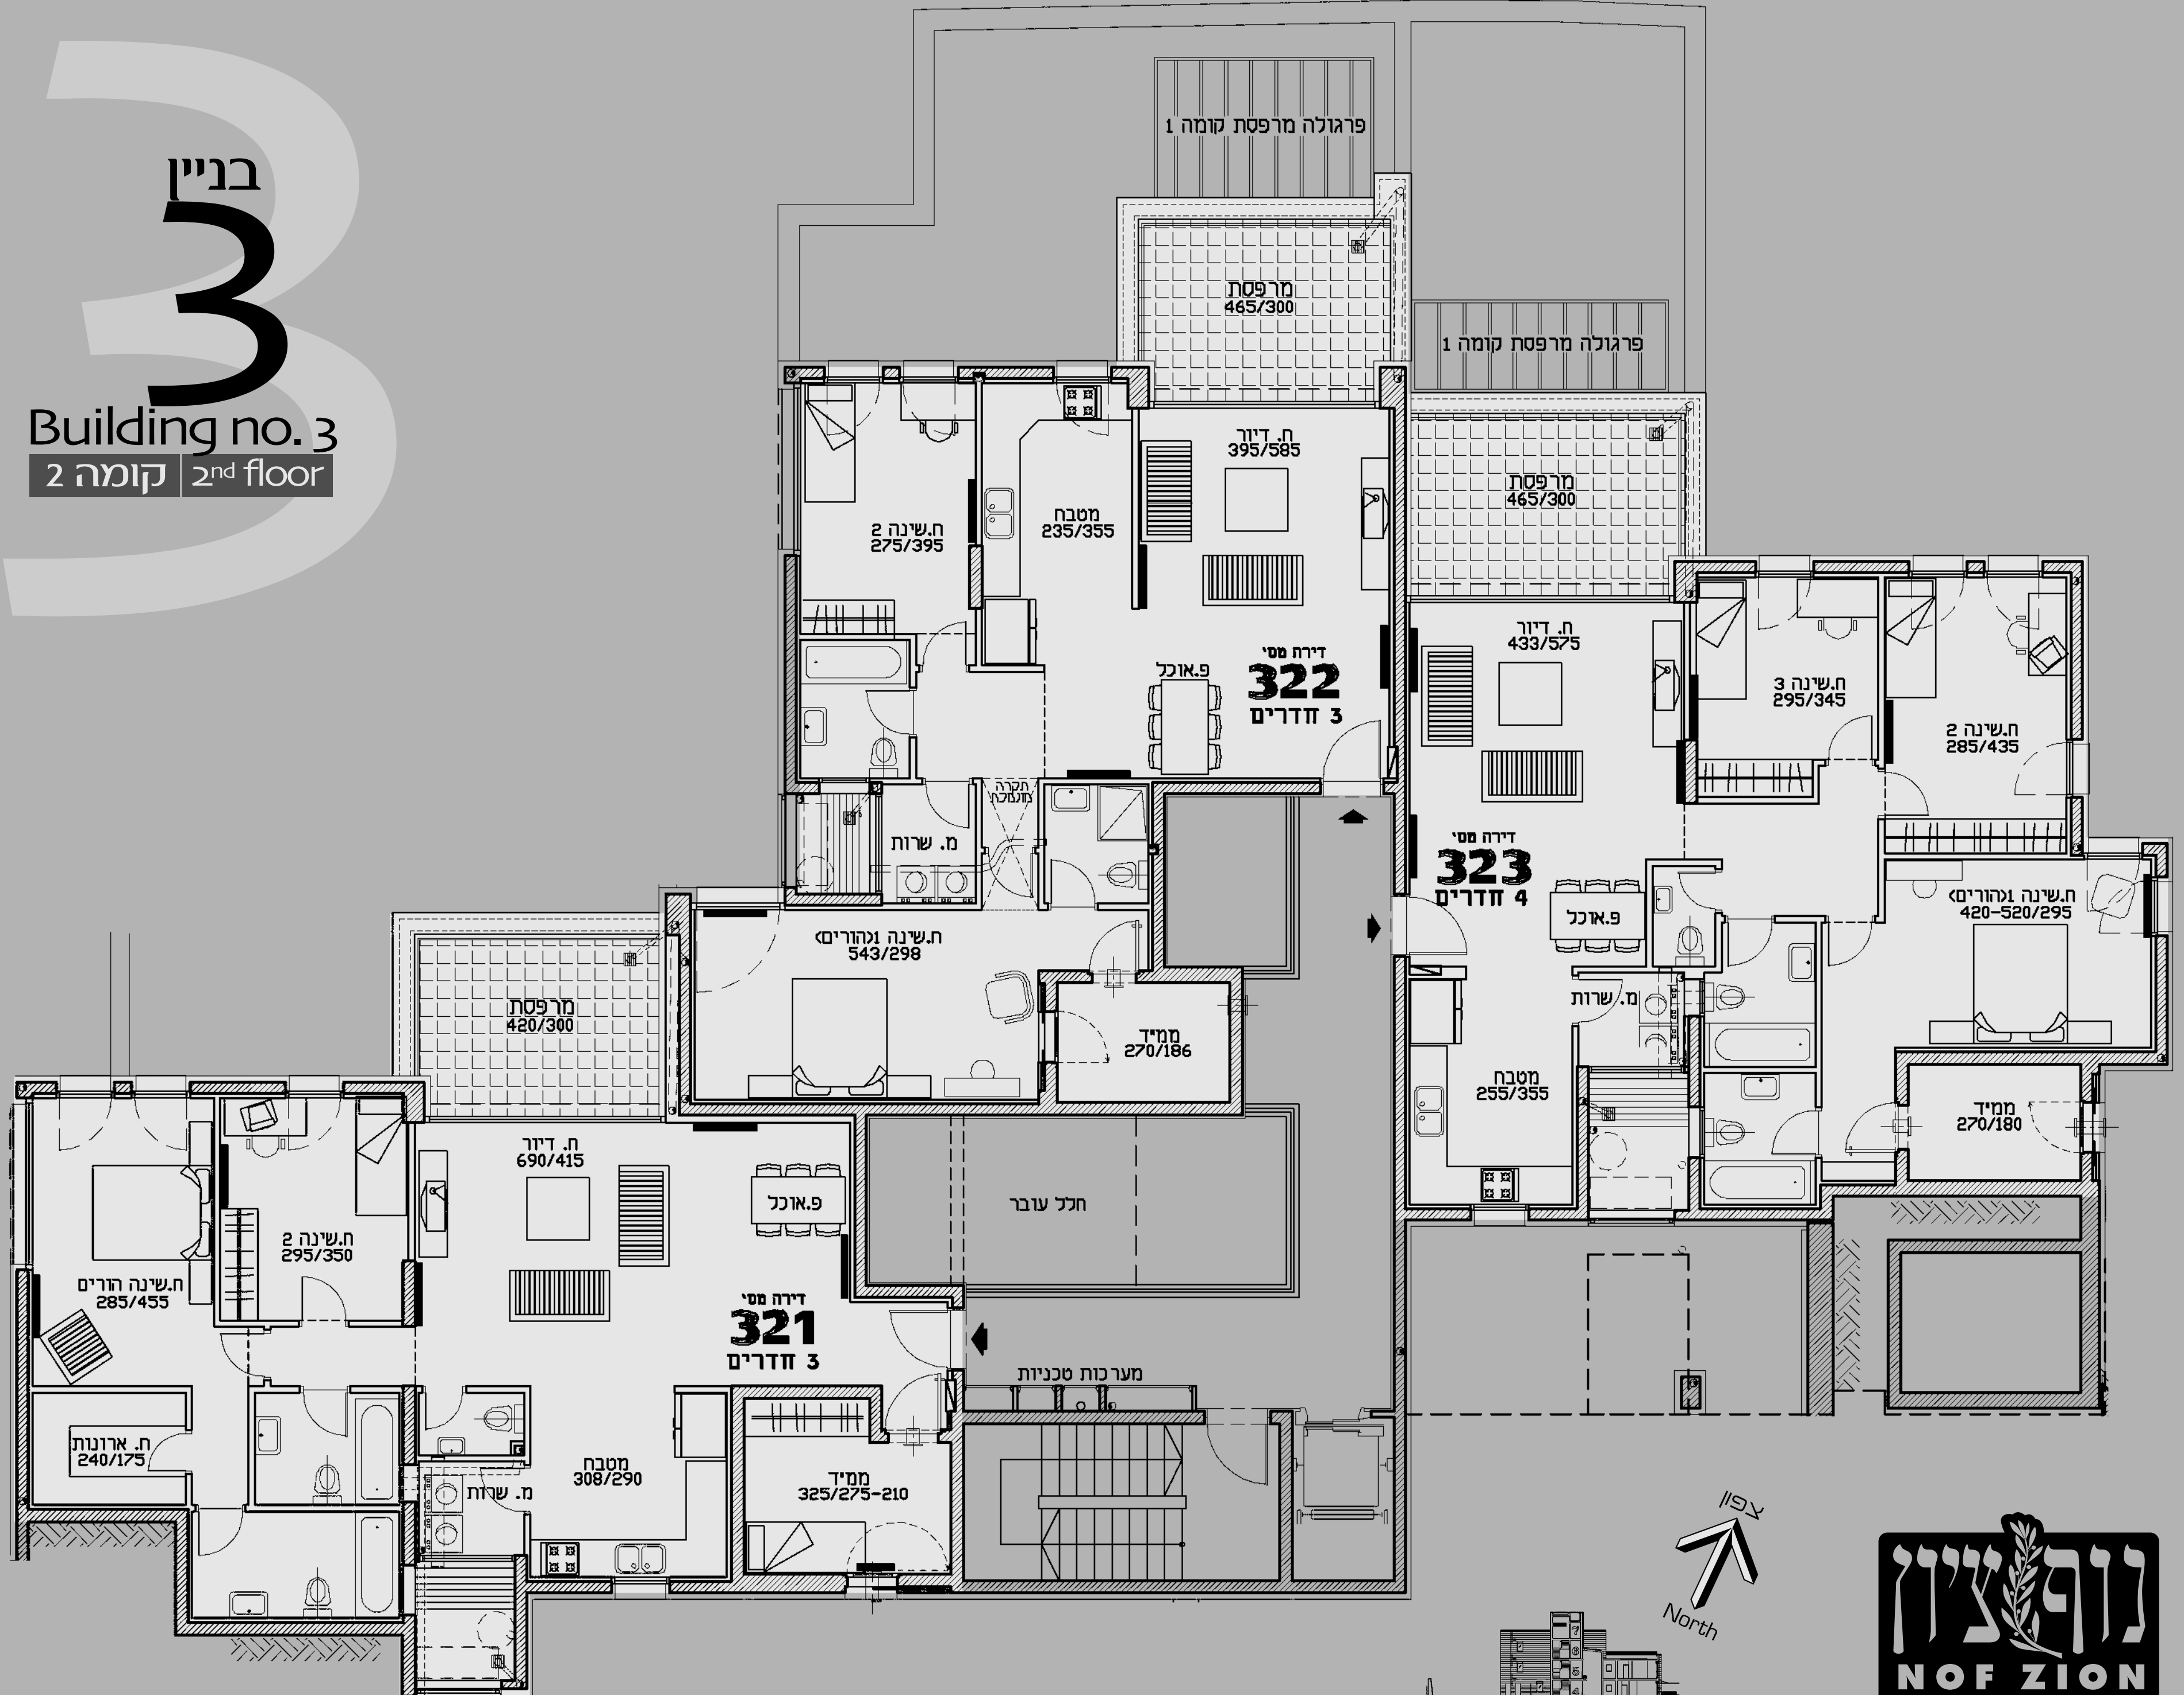 בניין
3
Building no. 3
קומה 2 | 2nd floor
פרגולה מרפסת קומה 1
מרפסת
465/300
פרגולה מרפסת קומה 1
ח. דיור
395/585
מטבח
235/355
ח.שינה 2
275/395
פ.אוכל
דירה מס'
322
3 חדרים
תקרה
מונמכת
מ. שרות
ח.שינה 1(הורים)
543/298
ממ״ד
270/186
מרפסת
465/300
ח. דיור
433/575
ח.שינה 3
295/345
ח.שינה 2
285/435
דירה מס'
323
4 חדרים
פ.אוכל
ח.שינה 1(הורים)
420-520/295
מ. שרות
מטבח
255/355
ממ״ד
270/180
מרפסת
420/300
ח. דיור
690/415
פ.אוכל
ח.שינה 2
295/350
ח.שינה הורים
285/455
דירה מס'
321
3 חדרים
ח. ארונות
240/175
מ. שרות
מטבח
308/290
ממ״ד
325/275-210
חלל עובר
מערכות טכניות
צפון
North
נוף ציון
NOF ZION